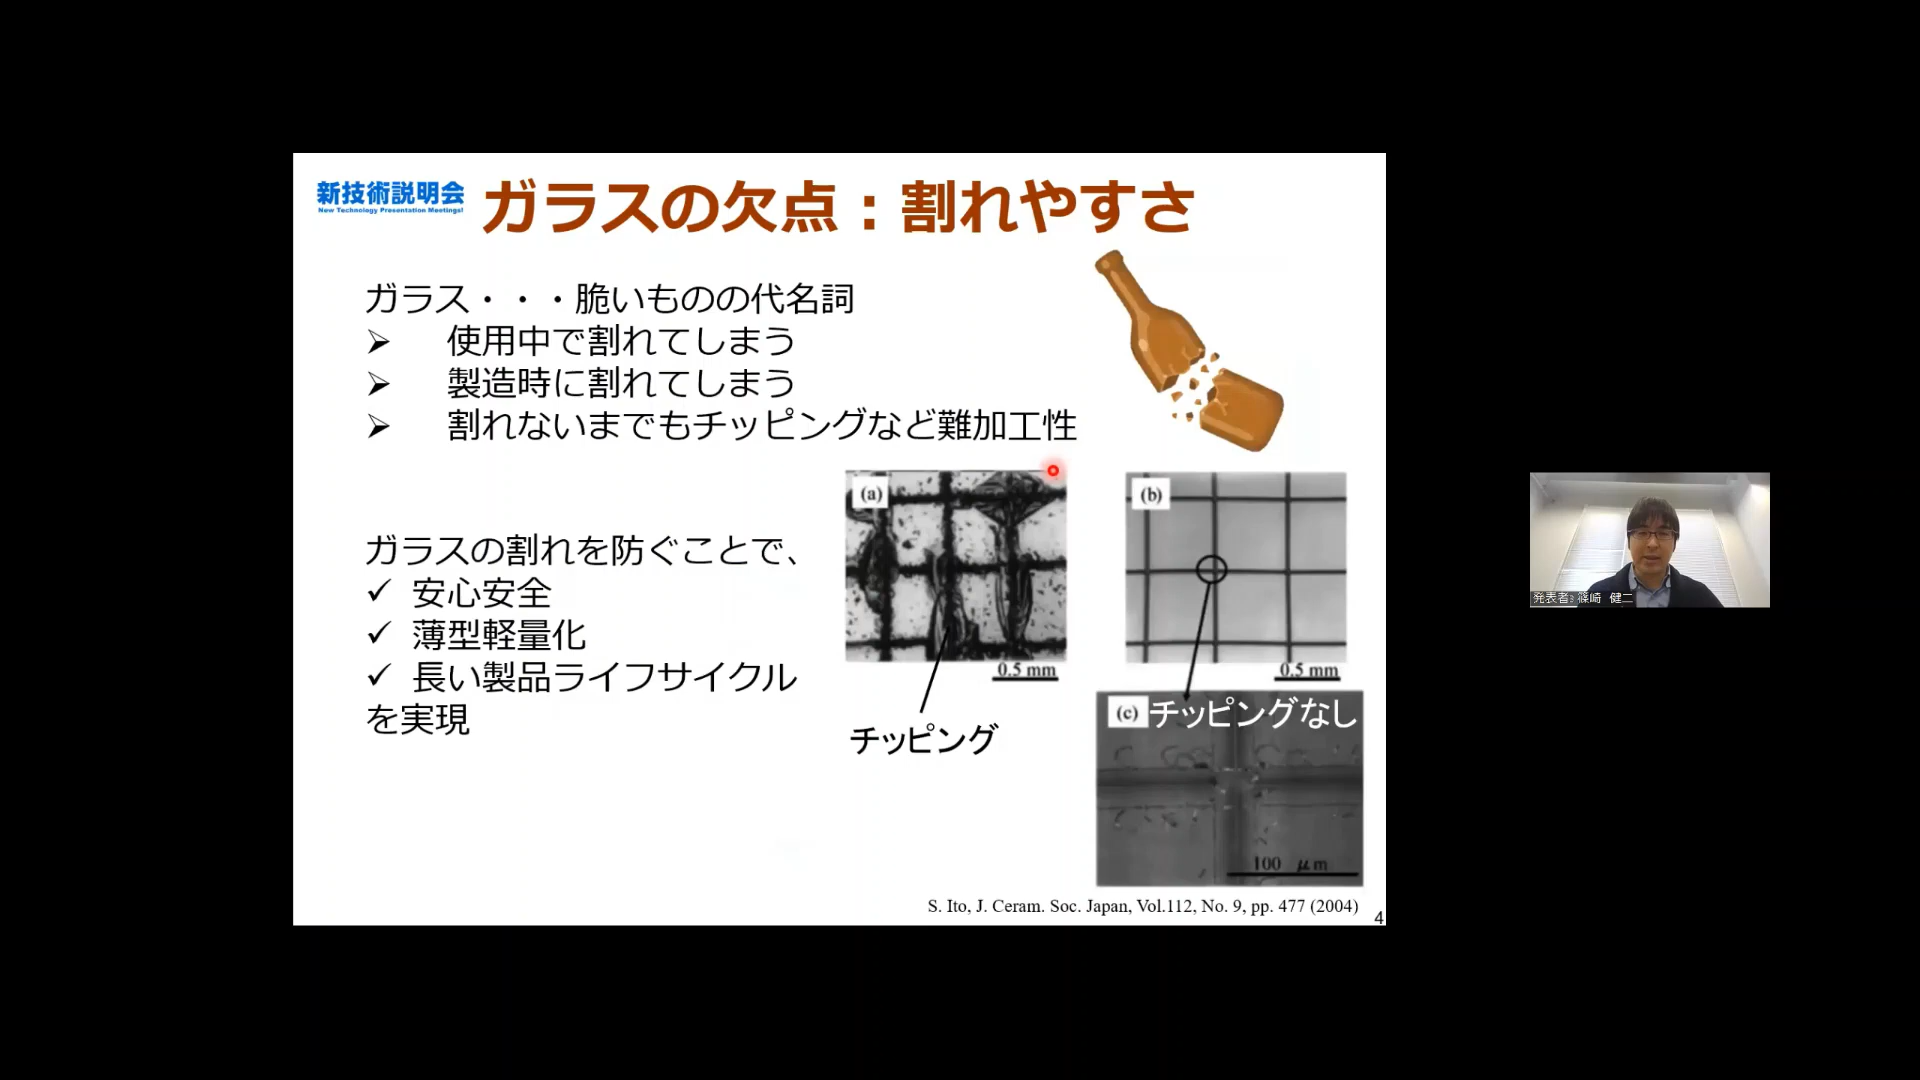 新技術説明会
New Technology Presentation Meetings!
ガラスの欠点：割れやすさ
ガラス・・・脆いものの代名詞
➢ 使用中で割れてしまう
➢ 製造時に割れてしまう
➢ 割れないまでもチッピングなど難加工性
ガラスの割れを防ぐことで、
✓ 安心安全
✓ 薄型軽量化
✓ 長い製品ライフサイクル
を実現
(a)
0.5 mm
チッピング
(b)
0.5 mm
(c)
チッピングなし
100 μm
S. Ito, J. Ceram. Soc. Japan, Vol.112, No. 9, pp. 477 (2004)
4
発表者：篠崎 健二